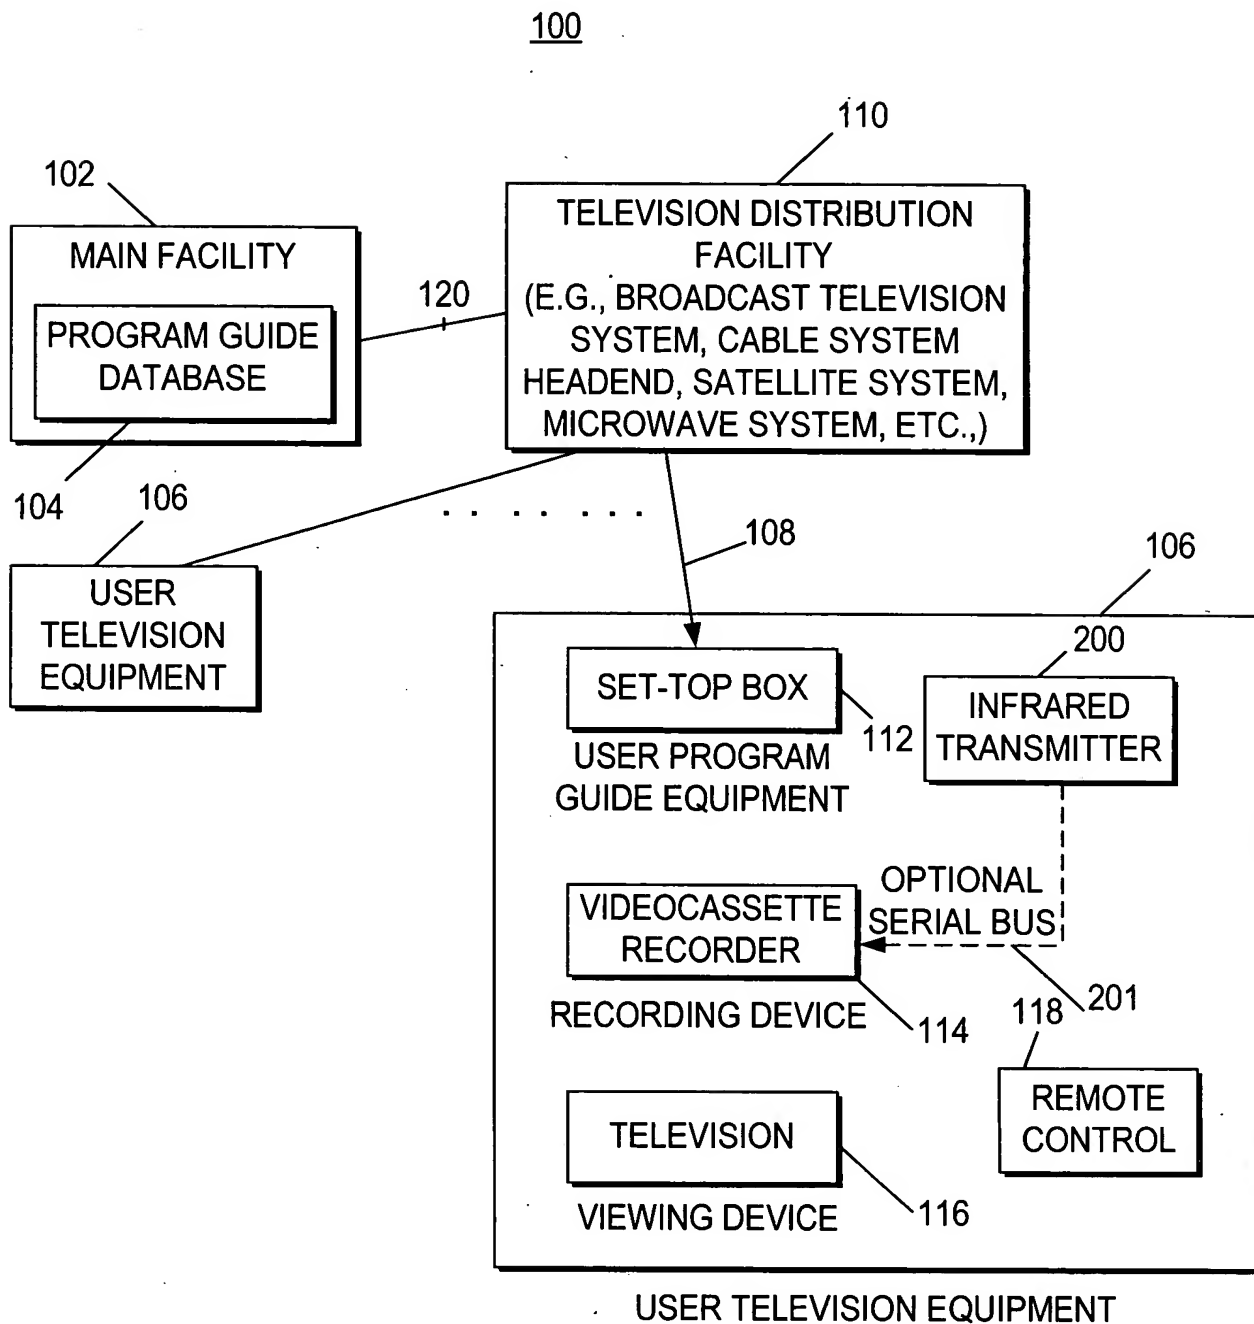 100
110
102
TELEVISION DISTRIBUTION
FACILITY
(E.G., BROADCAST TELEVISION
SYSTEM, CABLE SYSTEM
HEADEND, SATELLITE SYSTEM,
MICROWAVE SYSTEM, ETC.,)
MAIN FACILITY
120
PROGRAM GUIDE
DATABASE
104
106
108
106
USER
TELEVISION
EQUIPMENT
200
SET-TOP BOX
112
INFRARED
TRANSMITTER
USER PROGRAM
GUIDE EQUIPMENT
OPTIONAL
SERIAL BUS
VIDEOCASSETTE
RECORDER
201
RECORDING DEVICE
114
118
REMOTE
CONTROL
TELEVISION
116
VIEWING DEVICE
USER TELEVISION EQUIPMENT